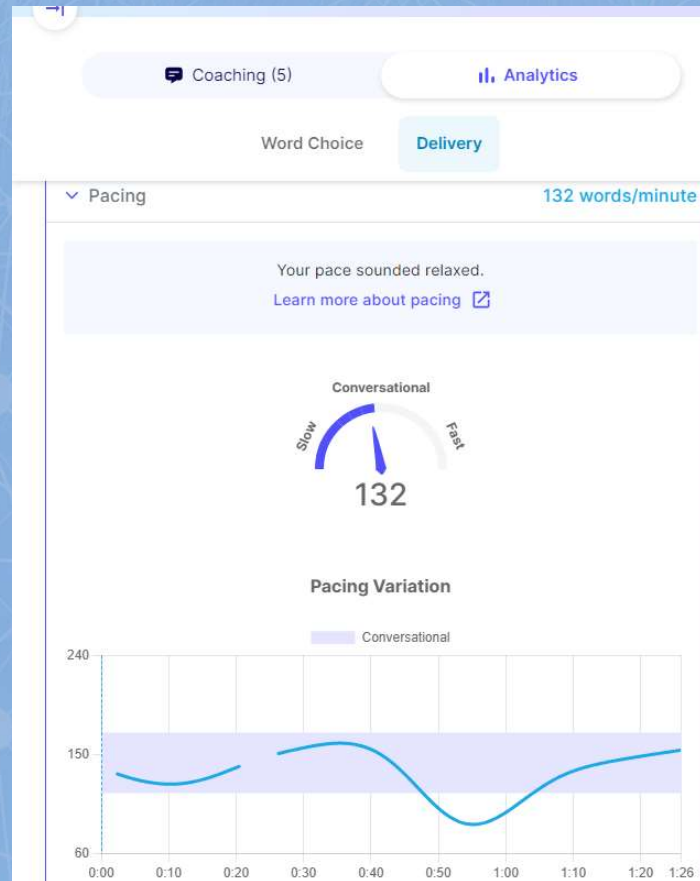 Coaching (5)
Analytics
Word Choice
Delivery
Pacing
132 words/minute
Your pace sounded relaxed.
Learn more about pacing
Conversational
Slow
Fast
132
Pacing Variation
Conversational
240
150
60
0:00 0:10 0:20 0:30 0:40 0:50 1:00 1:10 1:20 1:28